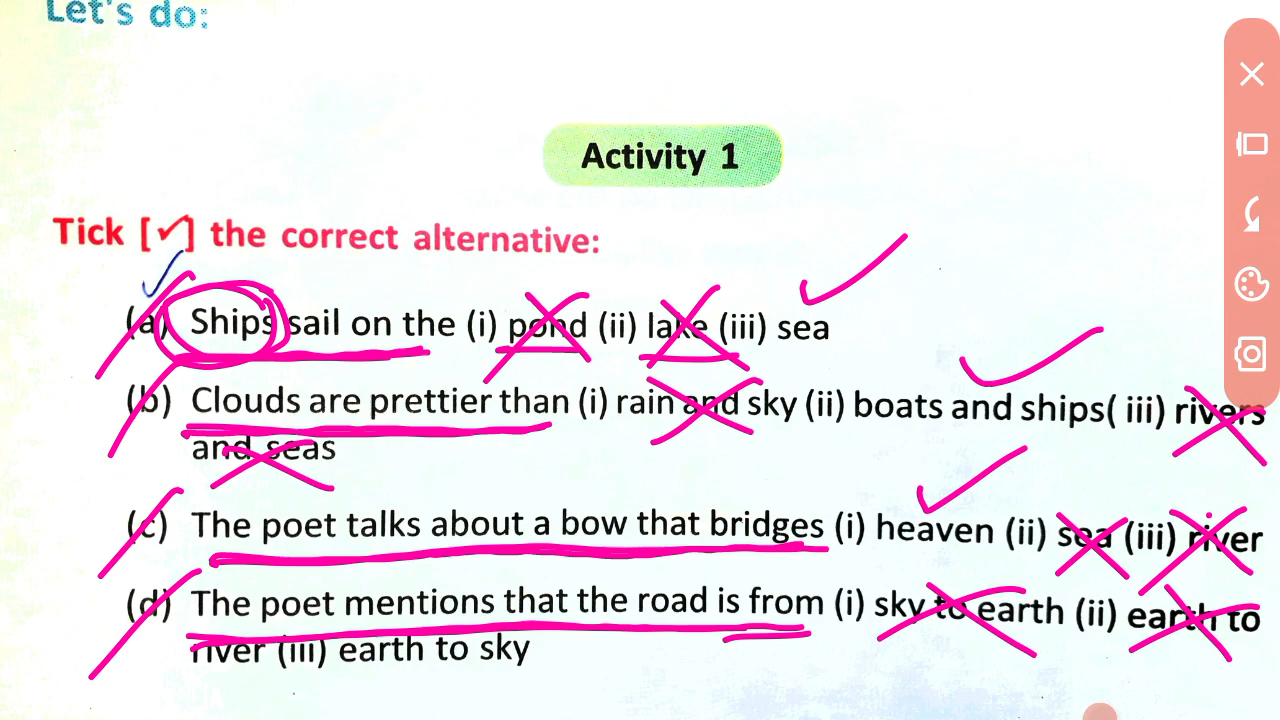 Let's do:
Activity 1
Tick [✓] the correct alternative:
(a) Ships sail on the (i) pond (ii) lake (iii) sea
(b) Clouds are prettier than (i) rain and sky (ii) boats and ships( iii) rivers
and seas
(c) The poet talks about a bow that bridges (i) heaven (ii) sea (iii) river
(d) The poet mentions that the road is from (i) sky to earth (ii) earth to
river (iii) earth to sky